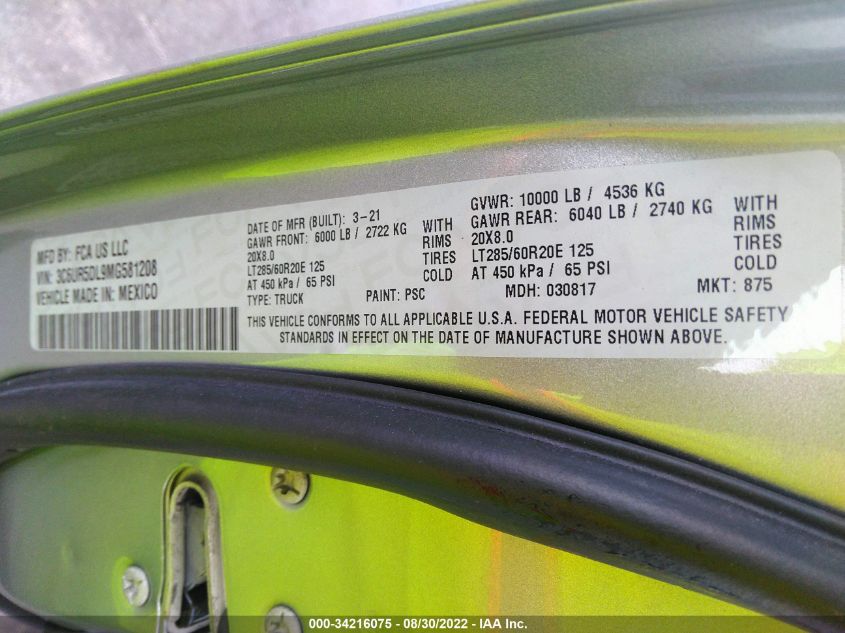 MFD BY: FCA US LLC
VIN: 3C6UR5DL9MG581208
VEHICLE MADE IN: MEXICO
DATE OF MFR (BUILT): 3-21
GAWR FRONT: 6000 LB / 2722 KG WITH
20X8.0 RIMS
LT285/60R20E 125 TIRES
AT 450 kPa / 65 PSI COLD
TYPE: TRUCK PAINT: PSC
GVWR: 10000 LB / 4536 KG
GAWR REAR: 6040 LB / 2740 KG WITH
20X8.0 RIMS
LT285/60R20E 125 TIRES
AT 450 kPa / 65 PSI COLD
MDH: 030817 MKT: 875
THIS VEHICLE CONFORMS TO ALL APPLICABLE U.S.A. FEDERAL MOTOR VEHICLE SAFETY
STANDARDS IN EFFECT ON THE DATE OF MANUFACTURE SHOWN ABOVE.
000-34216075 - 08/30/2022 - IAA Inc.